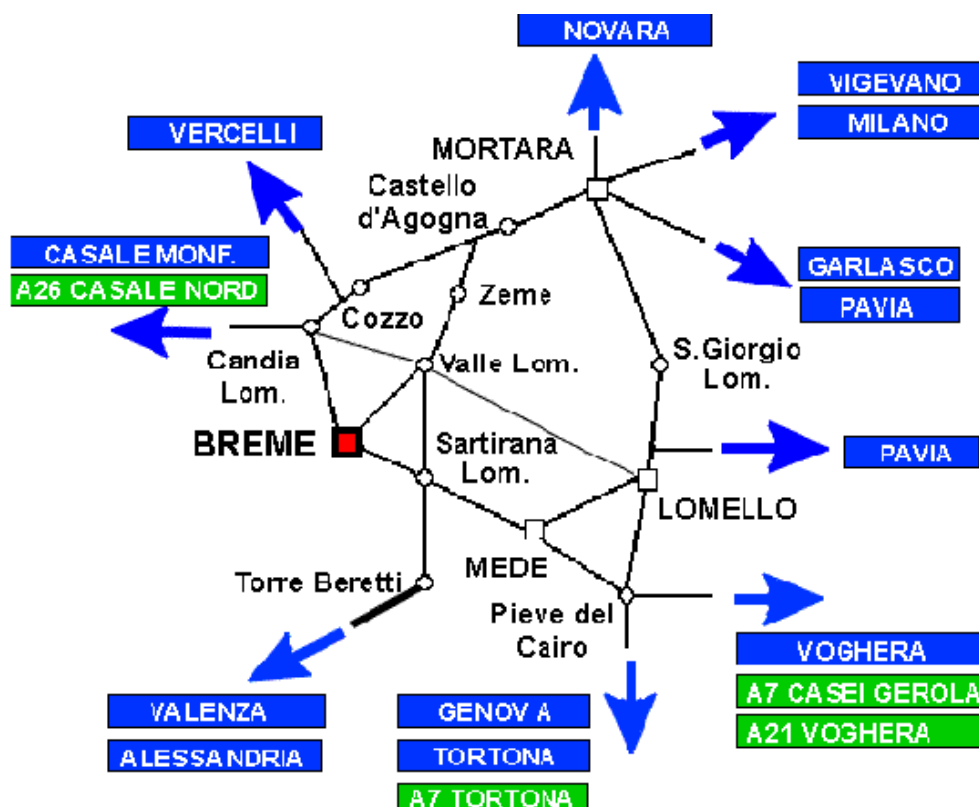 NOVARA
VIGEVANO
MILANO
VERCELLI
MORTARA
Castello
d'Agogna
CASALE MONF.
A26 CASALE NORD
GARLASCO
PAVIA
Cozzo
Zeme
Candia
Lom.
Valle Lom.
S.Giorgio
Lom.
BREME
Sartirana
Lom.
PAVIA
LOMELLO
MEDE
Torre Beretti
Pieve del
Cairo
VOGHERA
A7 CASEI GEROLA
A21 VOGHERA
VALENZA
ALESSANDRIA
GENOVA
TORTONA
A7 TORTONA